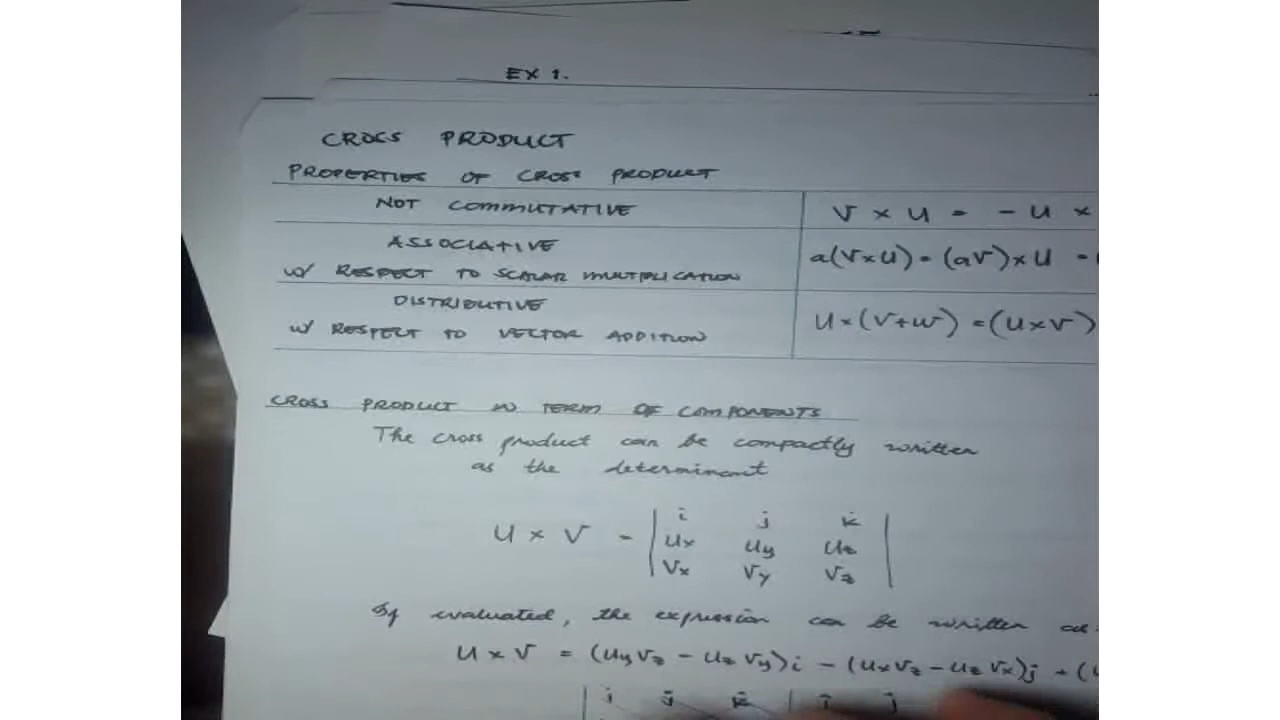 EX 1.
CROSS PRODUCT
PROPERTIES OF CROSS PRODUCT
NOT COMMUTATIVE V × U = - U ×
ASSOCIATIVE
W/ RESPECT TO SCALAR MULTIPLICATION a(V×U) = (aV)×U =
DISTRIBUTIVE
W/ RESPECT TO VECTOR ADDITION U×(V+W) = (U×V)
CROSS PRODUCT IN TERM OF COMPONENTS
The cross product can be compactly written
as the determinant
U × V = | i j k |
Ux Uy Uz
Vx Vy Vz
If evaluated, the expression can be written as
U × V = (UyVz - UzVy)i - (UxVz - UzVx)j + (
i j k i j